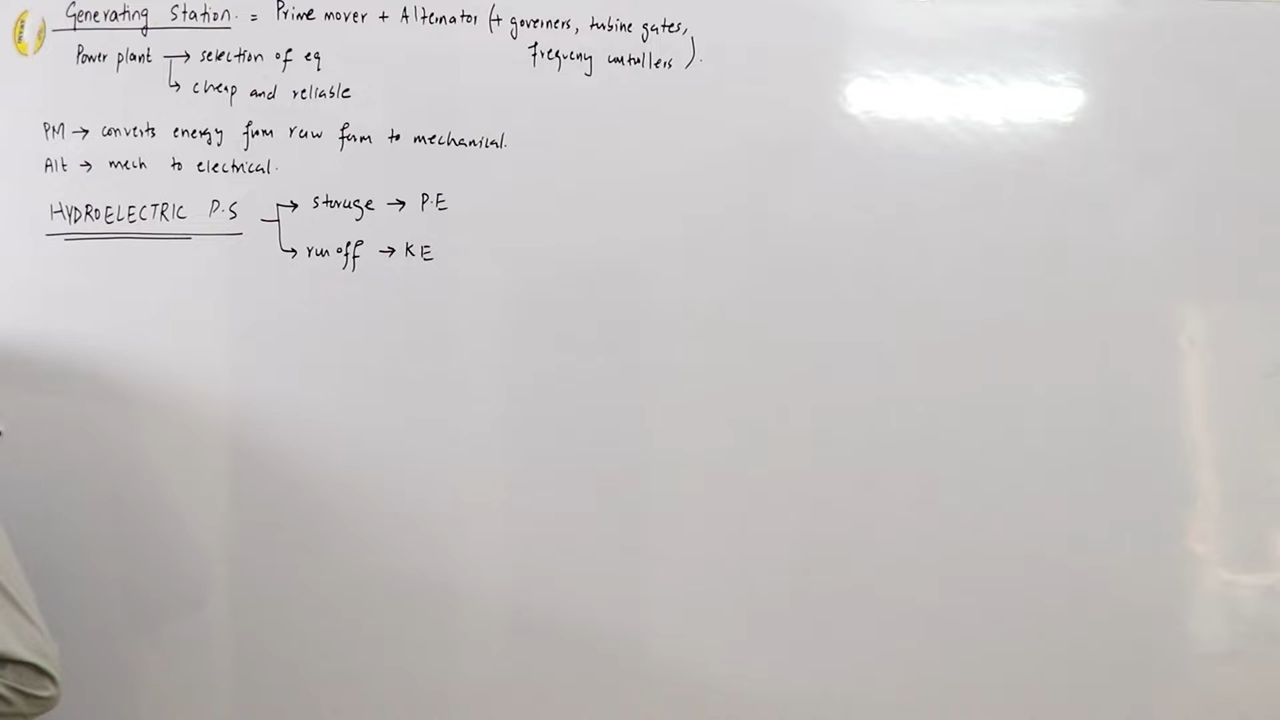 Generating Station. = Prime mover + Alternator (+ governers, turbine gates,
frequency controllers).
Power plant → selection of eq
↳ cheap and reliable
PM → converts energy from raw form to mechanical.
Alt → mech to electrical.
HYDROELECTRIC P.S → storage → P.E
↳ run off → KE